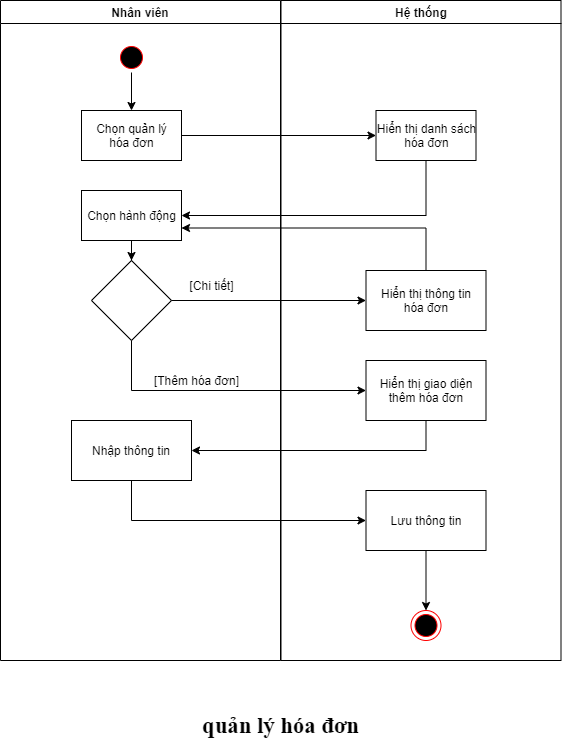 Nhân viên
Hệ thống
Chọn quản lý
hóa đơn
Hiển thị danh sách
hóa đơn
Chọn hành động
[Chi tiết]
Hiển thị thông tin
hóa đơn
[Thêm hóa đơn]
Hiển thị giao diện
thêm hóa đơn
Nhập thông tin
Lưu thông tin
quản lý hóa đơn